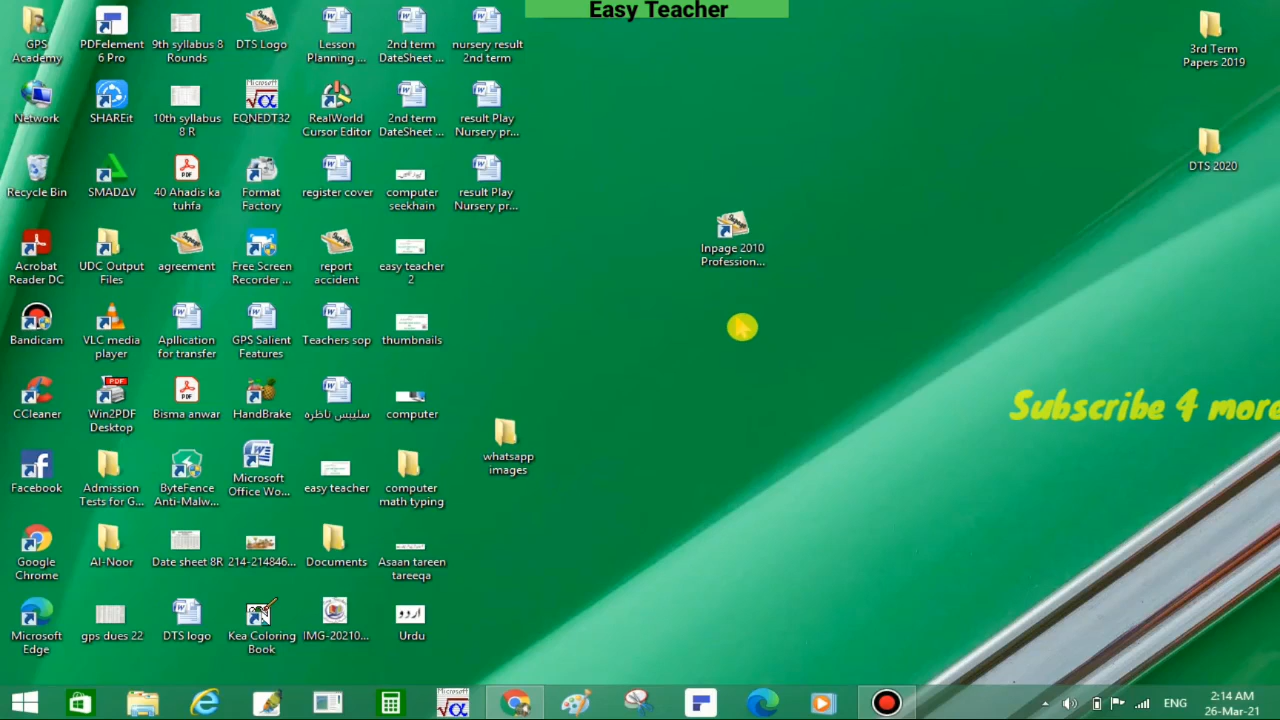 Easy Teacher
GPS
Academy
PDFelement
6 Pro
9th syllabus 8
Rounds
DTS Logo
Lesson
Planning ...
2nd term
DateSheet ...
nursery result
2nd term
3rd Term
Papers 2019
Network
SHAREit
10th syllabus
8 R
Microsoft
√α
EQNEDT32
RealWorld
Cursor Editor
2nd term
DateSheet ...
result Play
Nursery pr...
Recycle Bin
SMADΔV
PDF
40 Ahadis ka
tuhfa
Format
Factory
register cover
computer
seekhain
result Play
Nursery pr...
DTS 2020
Inpage 2010
Profession...
Acrobat
Reader DC
UDC Output
Files
agreement
Free Screen
Recorder ...
report
accident
easy teacher
2
Bandicam
VLC media
player
Apllication
for transfer
GPS Salient
Features
Teachers sop
thumbnails
CCleaner
PDF
Win2PDF
Desktop
PDF
Bisma anwar
HandBrake
سلیبس ناظرہ
computer
Subscribe 4 more
Facebook
Admission
Tests for G...
ByteFence
Anti-Malw...
Microsoft
Office Wo...
easy teacher
computer
math typing
whatsapp
images
Google
Chrome
Al-Noor
Date sheet 8R
214-214846...
Documents
Asaan tareen
tareeqa
Microsoft
Edge
gps dues 22
DTS logo
Kea Coloring
Book
IMG-20210...
اردو
Urdu
Microsoft
√α
ENG
2:14 AM
26-Mar-21